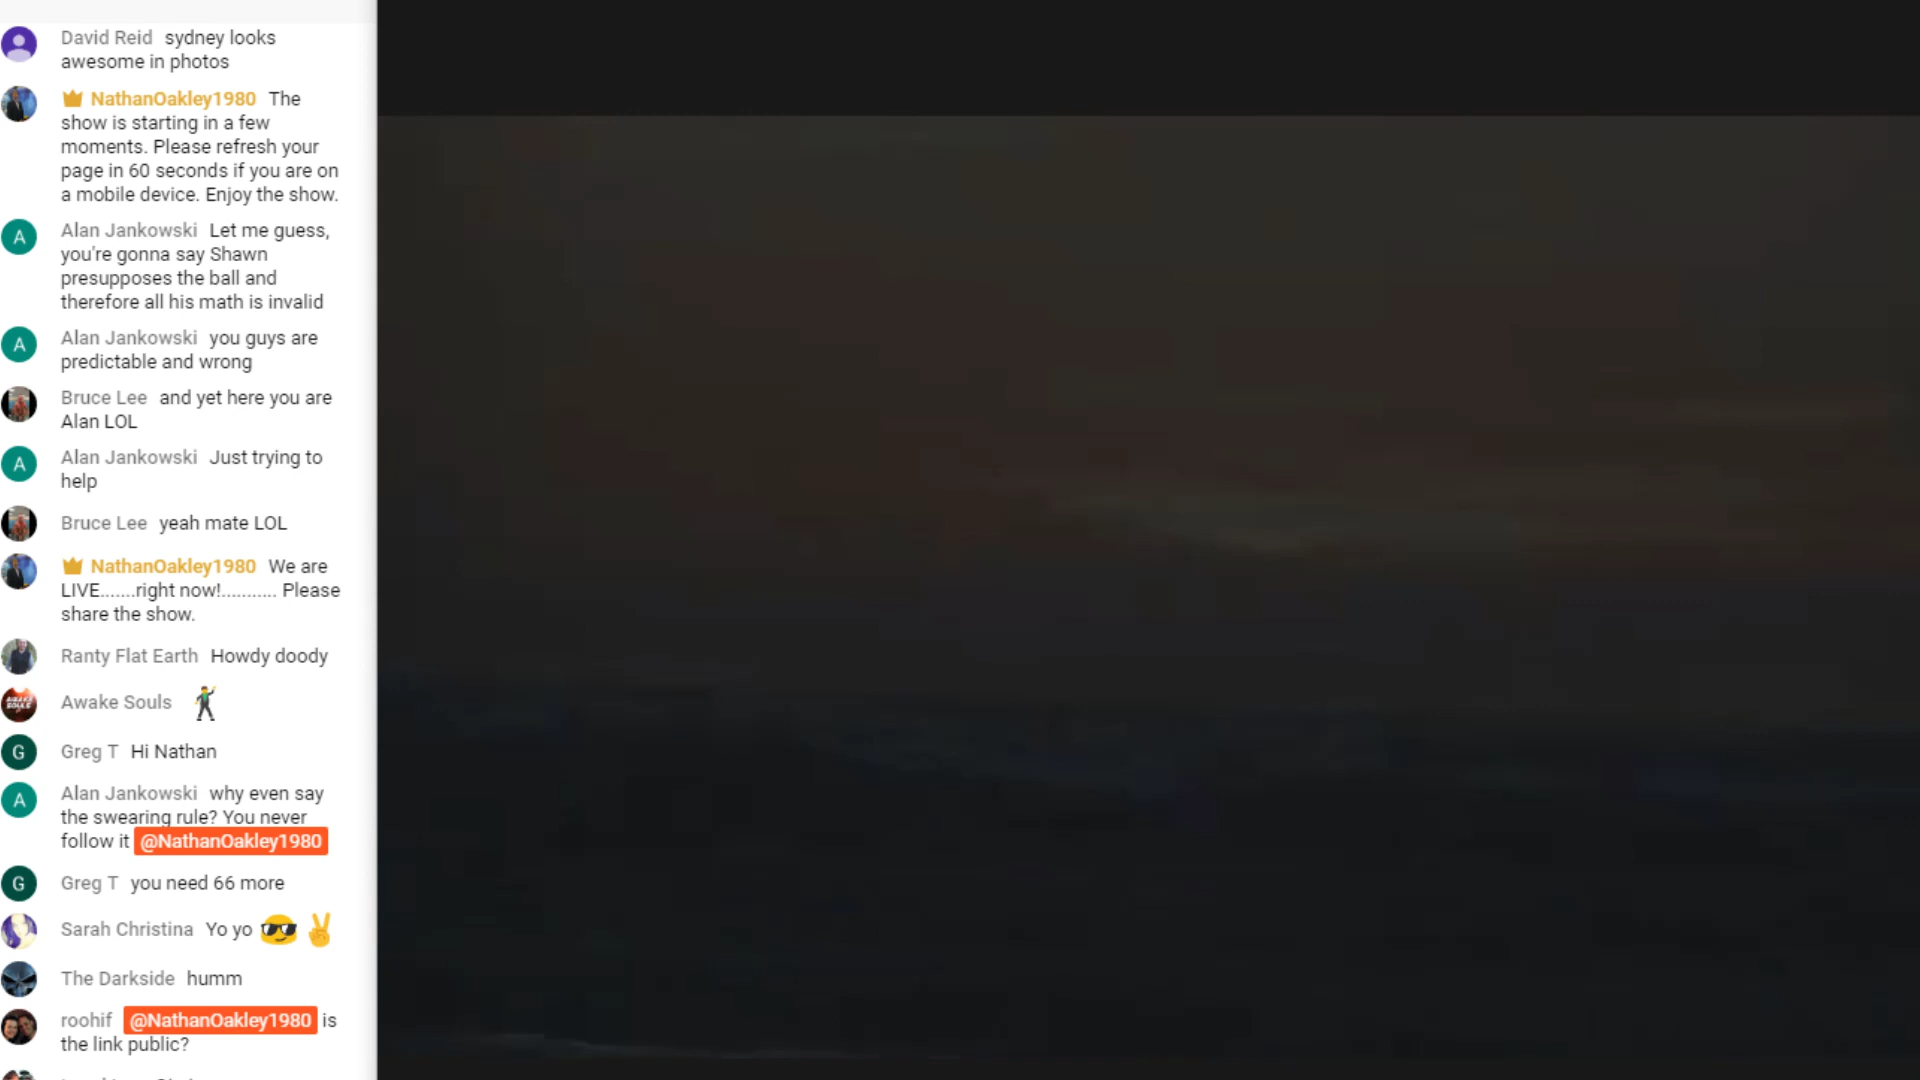 David Reid sydney looks
awesome in photos
NathanOakley1980 The
show is starting in a few
moments. Please refresh your
page in 60 seconds if you are on
a mobile device. Enjoy the show.
A Alan Jankowski Let me guess,
you're gonna say Shawn
presupposes the ball and
therefore all his math is invalid
A Alan Jankowski you guys are
predictable and wrong
Bruce Lee and yet here you are
Alan LOL
A Alan Jankowski Just trying to
help
Bruce Lee yeah mate LOL
NathanOakley1980 We are
LIVE.......right now!........... Please
share the show.
Ranty Flat Earth Howdy doody
Awake Souls
G Greg T Hi Nathan
A Alan Jankowski why even say
the swearing rule? You never
follow it @NathanOakley1980
G Greg T you need 66 more
Sarah Christina Yo yo
The Darkside humm
roohif @NathanOakley1980 is
the link public?